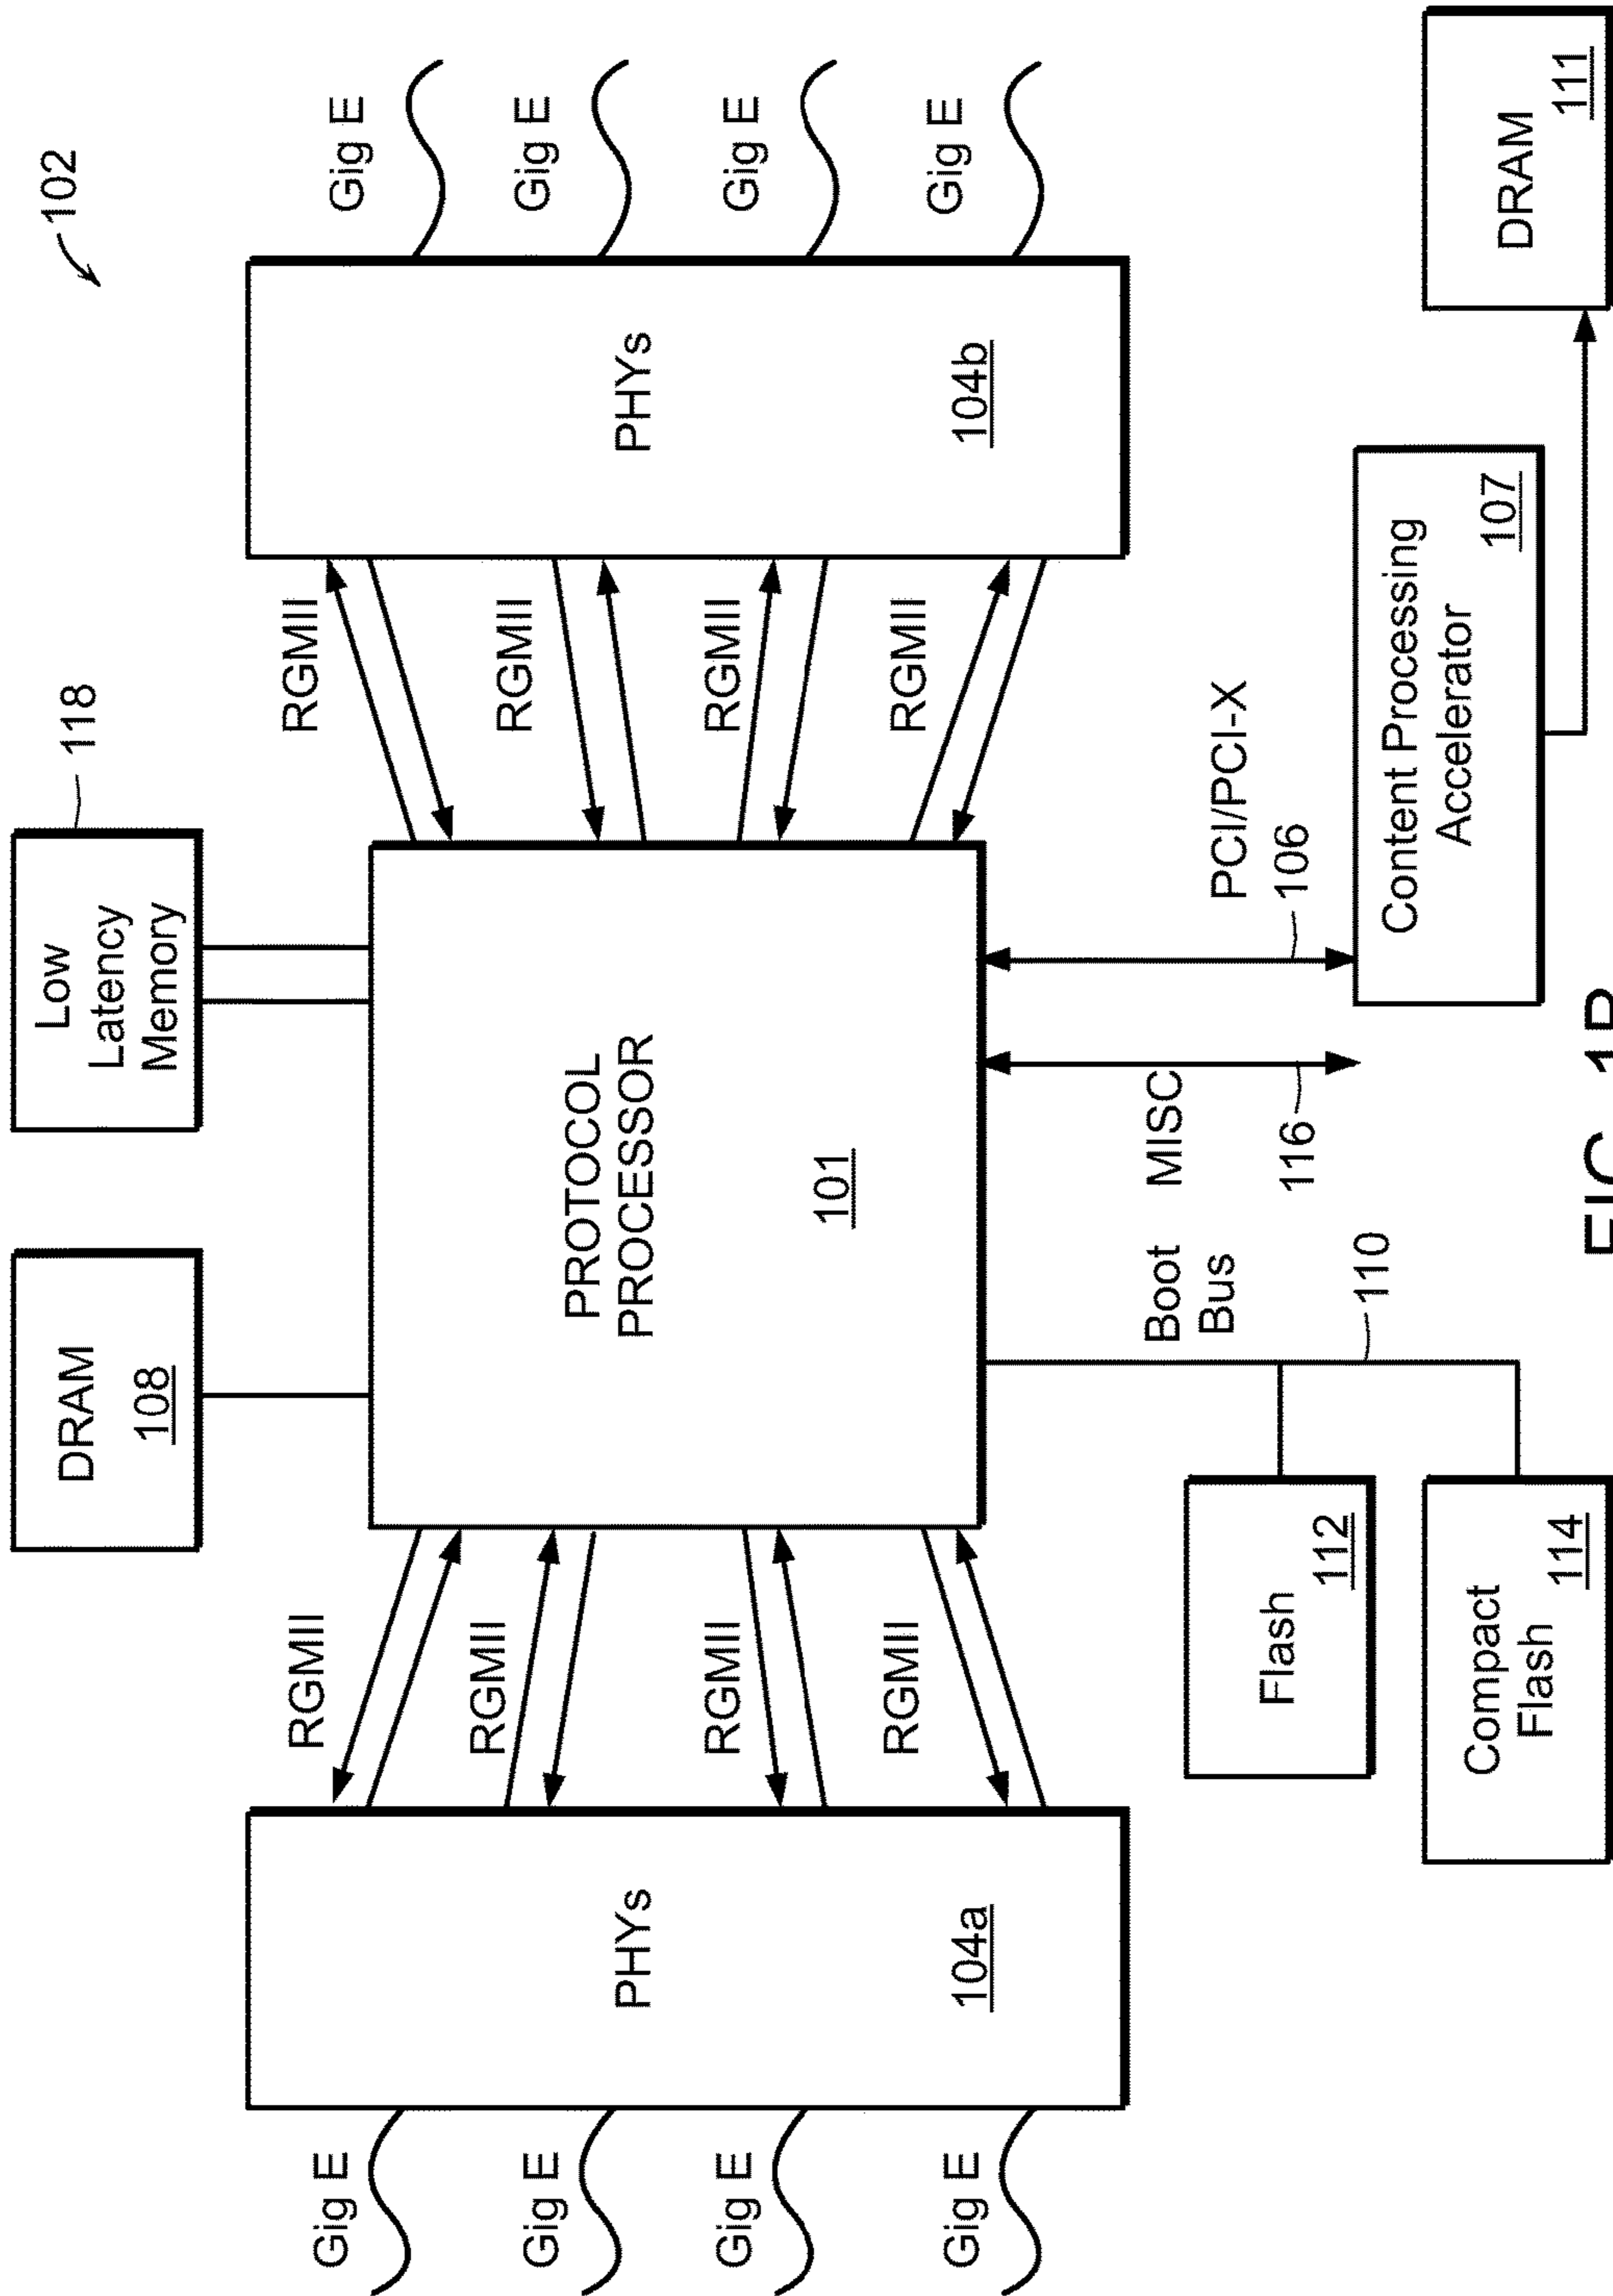 102
DRAM
108
Low
Latency
Memory
118
Gig E
RGMII
RGMII
Gig E
Gig E
RGMII
RGMII
Gig E
PHYs
104a
PROTOCOL
PROCESSOR
101
PHYs
104b
Gig E
RGMII
RGMII
Gig E
Gig E
RGMII
RGMII
Gig E
Boot
Bus
MISC
PCI/PCI-X
110
116
106
Flash
112
Content Processing
Accelerator
107
Compact
Flash
114
DRAM
111